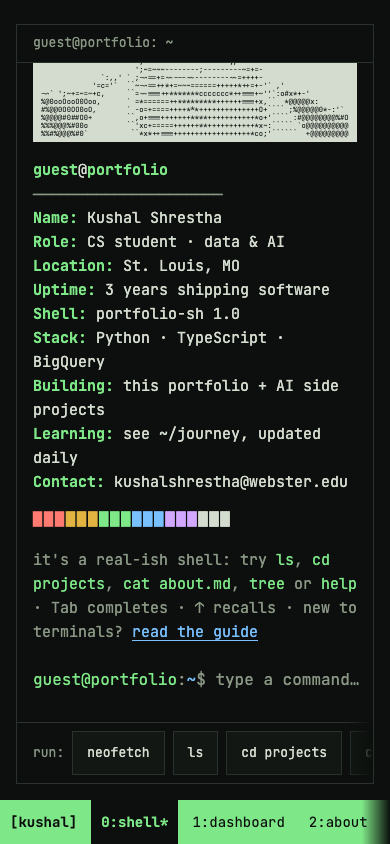 guest@portfolio: ~
guest@portfolio
Name: Kushal Shrestha
Role: CS student · data & AI
Location: St. Louis, MO
Uptime: 3 years shipping software
Shell: portfolio-sh 1.0
Stack: Python · TypeScript ·
BigQuery
Building: this portfolio + AI side
projects
Learning: see ~/journey, updated
daily
Contact: kushalshrestha@webster.edu
it's a real-ish shell: try ls, cd
projects, cat about.md, tree or help
· Tab completes · ↑ recalls · new to
terminals? read the guide
guest@portfolio:~$ type a command…
run: neofetch ls cd projects
[kushal] 0:shell* 1:dashboard 2:about